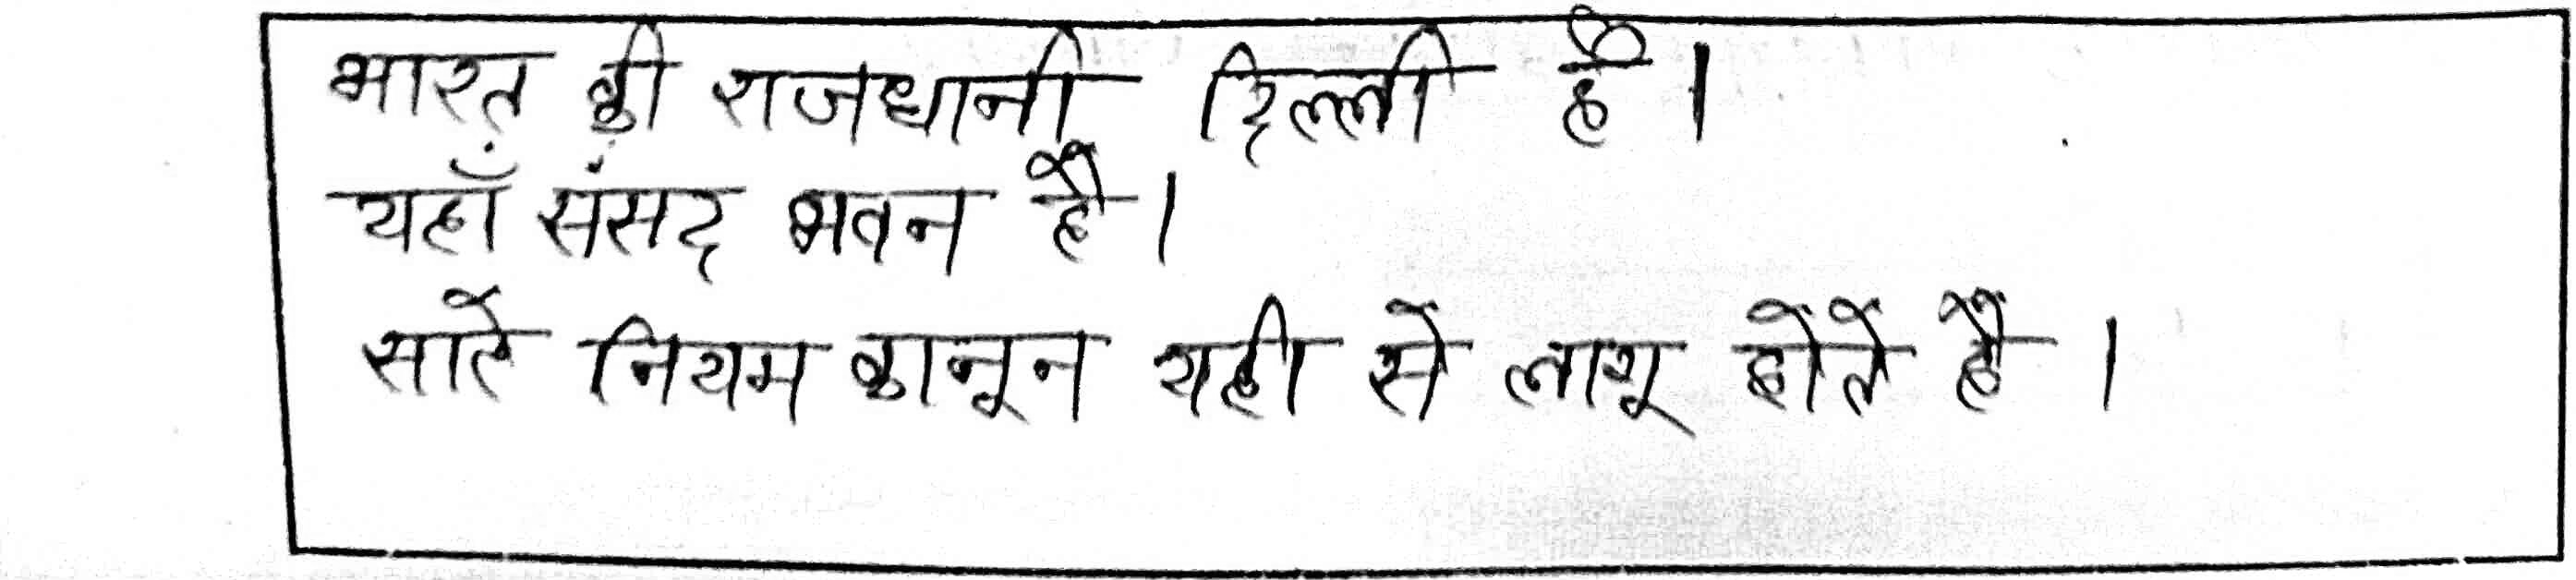 भारत की राजधानी दिल्ली है।
यहाँ संसद भवन है।
सारे नियम कानून यही से लागू होते है ।